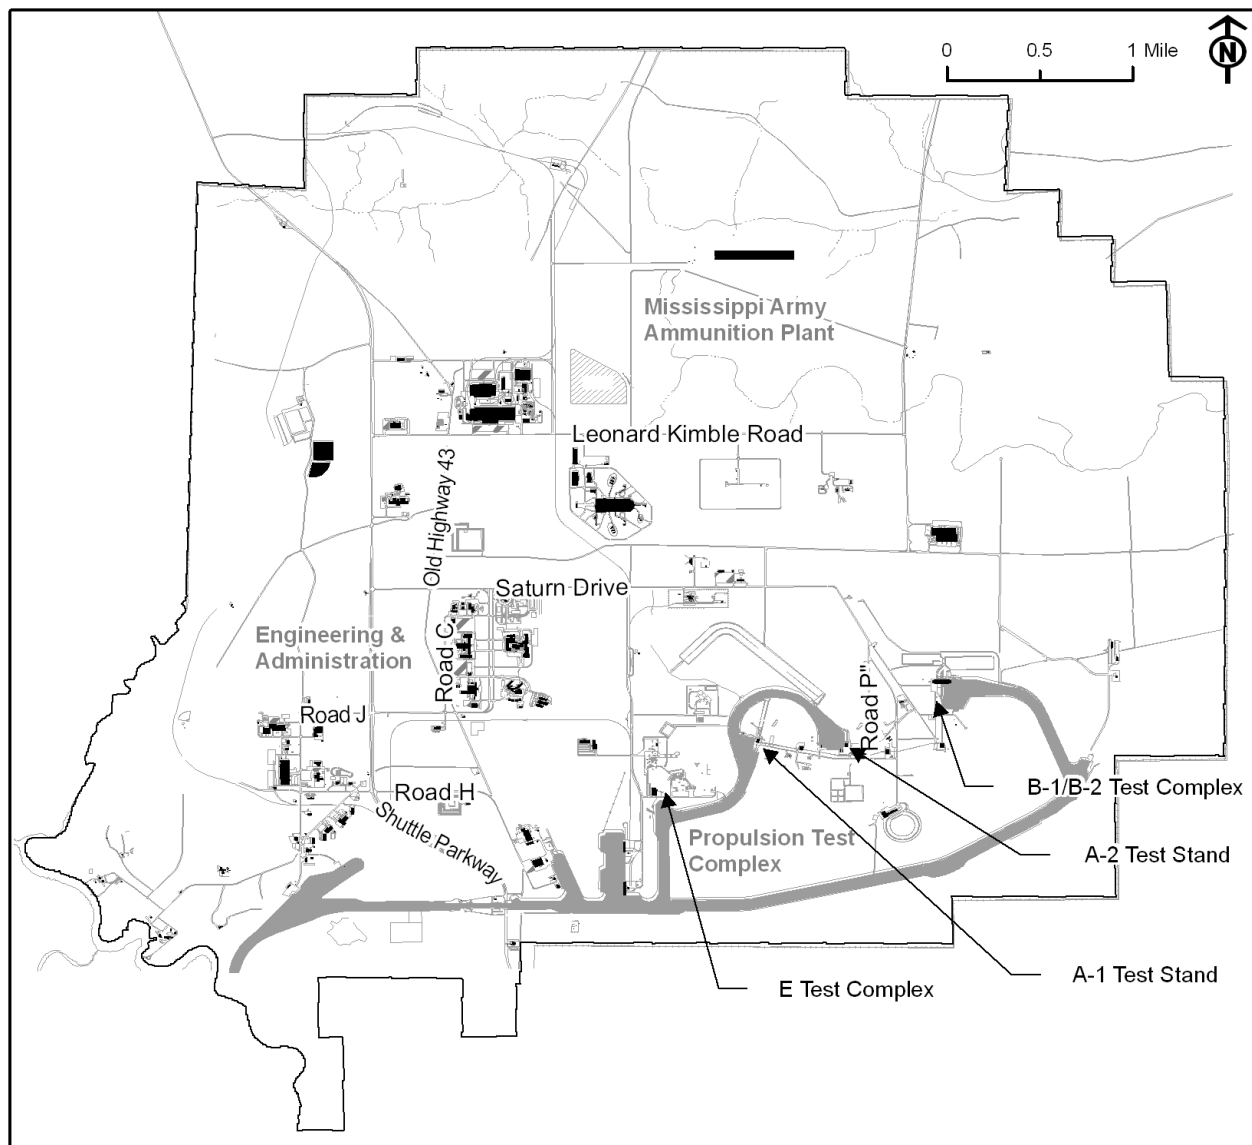 0 0.5 1 Mile
N
Mississippi Army
Ammunition Plant
Leonard Kimble Road
Old Highway 43
Saturn Drive
Engineering &
Administration
Road C
Road J
Road P"
Road H
Shuttle Parkway
B-1/B-2 Test Complex
Propulsion Test
Complex
A-2 Test Stand
A-1 Test Stand
E Test Complex